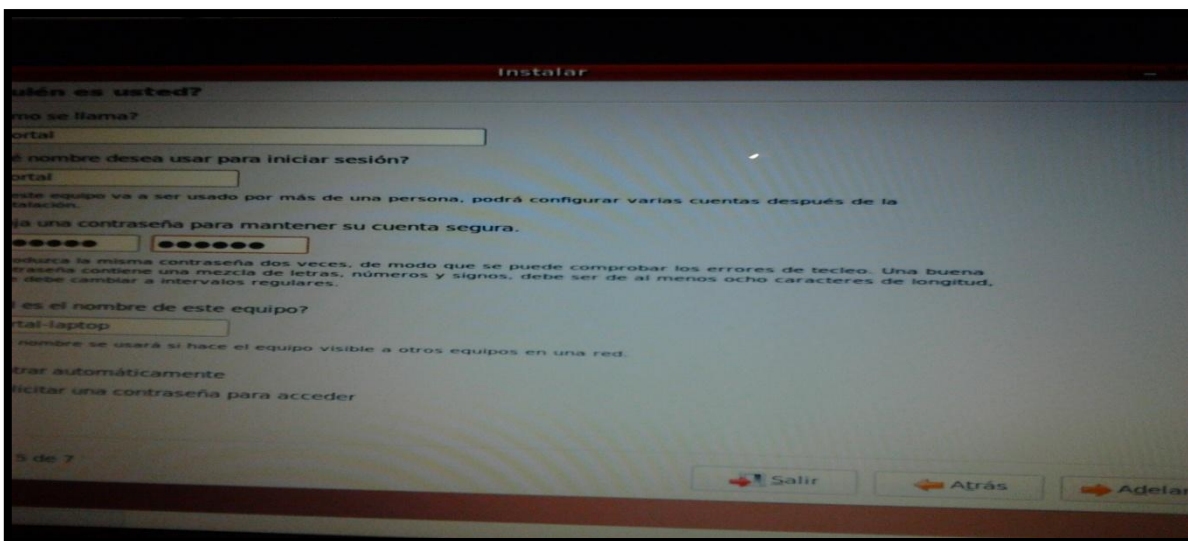 Instalar
uién es usted?
mo se llama?
ortal
é nombre desea usar para iniciar sesión?
ortal
este equipo va a ser usado por más de una persona, podrá configurar varias cuentas después de la
talación.
ja una contraseña para mantener su cuenta segura.
●●●●● ●●●●●●
oduzca la misma contraseña dos veces, de modo que se puede comprobar los errores de tecleo. Una buena
traseña contiene una mezcla de letras, números y signos, debe ser de al menos ocho caracteres de longitud,
debe cambiar a intervalos regulares.
l es el nombre de este equipo?
rtal-laptop
nombre se usará si hace el equipo visible a otros equipos en una red.
trar automáticamente
licitar una contraseña para acceder
5 de 7
Salir Atrás Adelan